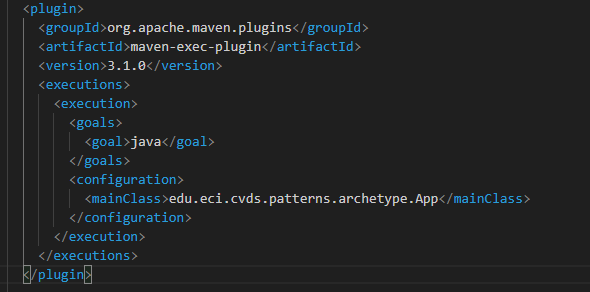 <plugin>
<groupId>org.apache.maven.plugins</groupId>
<artifactId>maven-exec-plugin</artifactId>
<version>3.1.0</version>
<executions>
<execution>
<goals>
<goal>java</goal>
</goals>
<configuration>
<mainClass>edu.eci.cvds.patterns.archetype.App</mainClass>
</configuration>
</execution>
</executions>
</plugin>